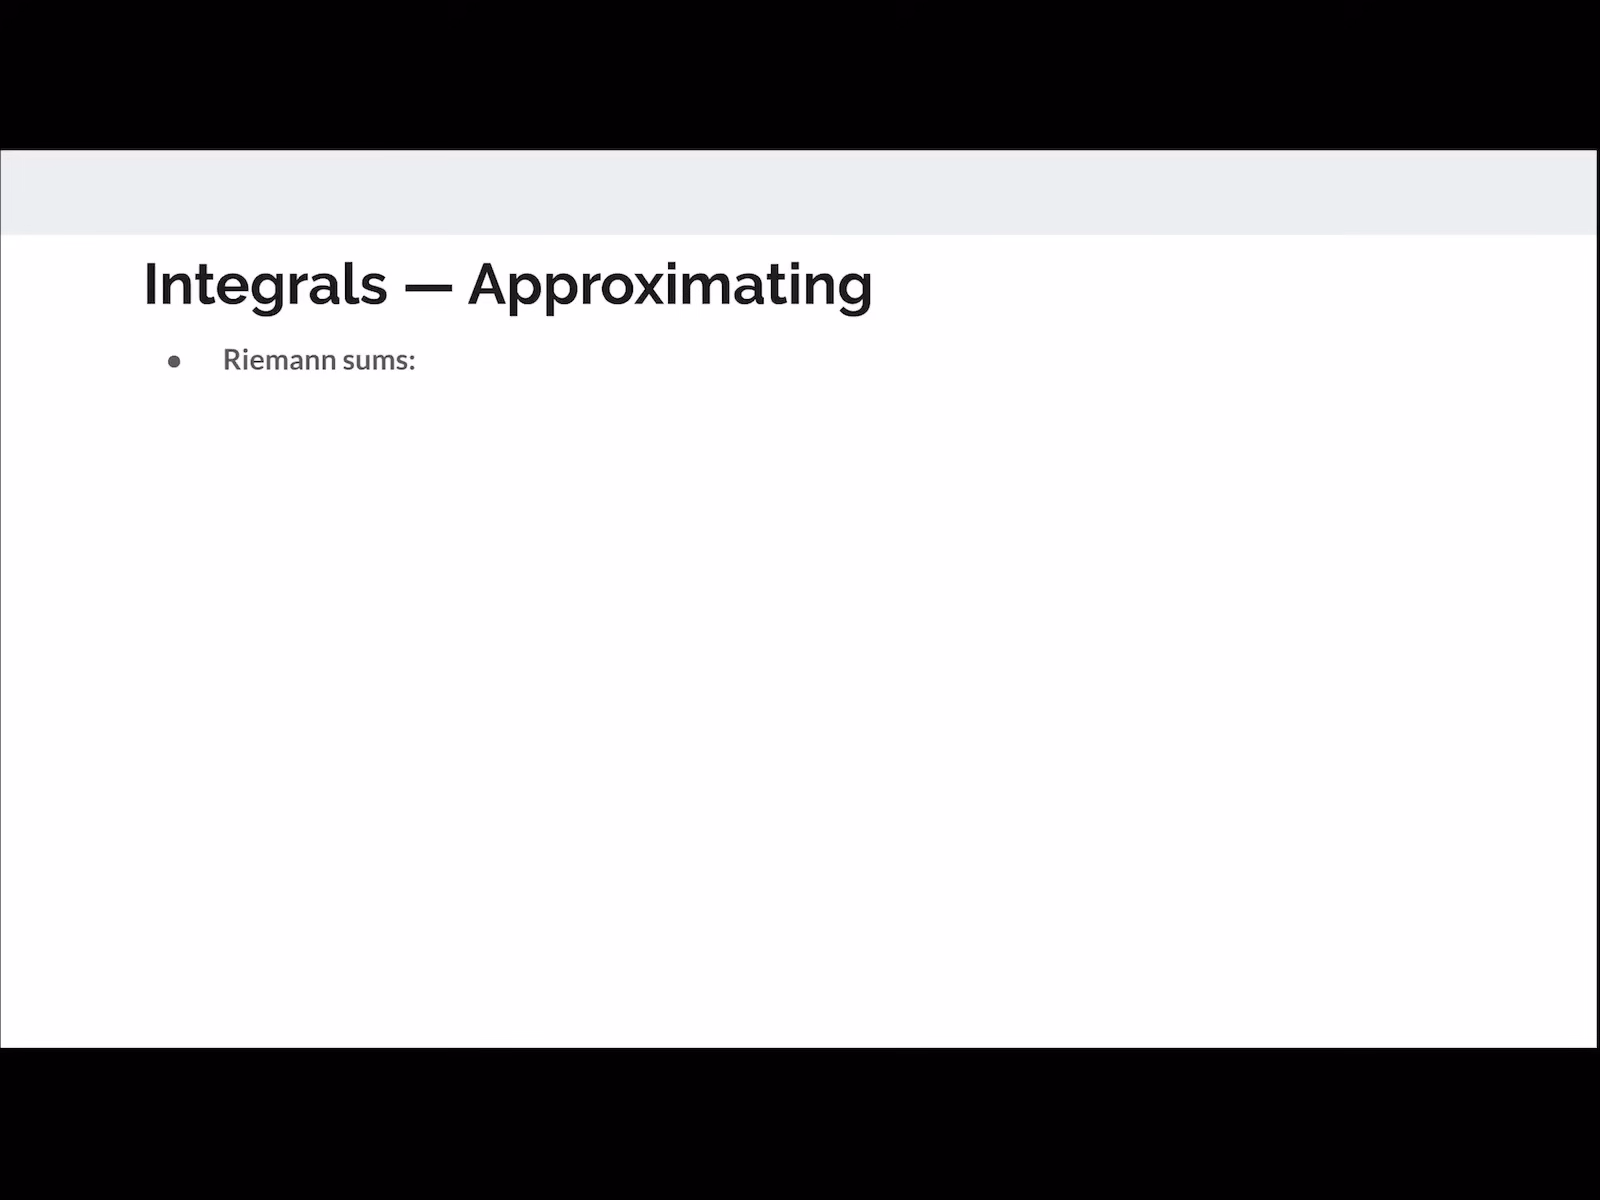 Integrals — Approximating
● Riemann sums: